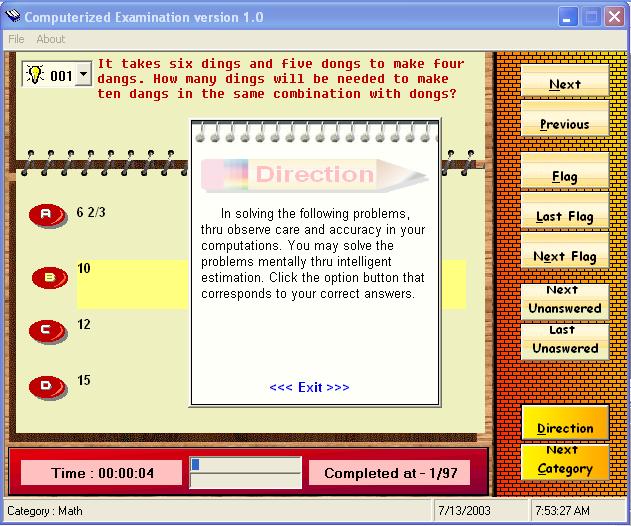 Computerized Examination version 1.0
File About
001
It takes six dings and five dongs to make four
dangs. How many dings will be needed to make
ten dangs in the same combination with dongs?
A 6 2/3
B 10
C 12
D 15
Direction
In solving the following problems,
thru observe care and accuracy in your
computations. You may solve the
problems mentally thru intelligent
estimation. Click the option button that
corresponds to your correct answers.
<<< Exit >>>
Next
Previous
Flag
Last Flag
Next Flag
Next
Unanswered
Last
Unaswered
Direction
Next
Category
Time : 00:00:04
Completed at - 1/97
Category : Math
7/13/2003
7:53:27 AM